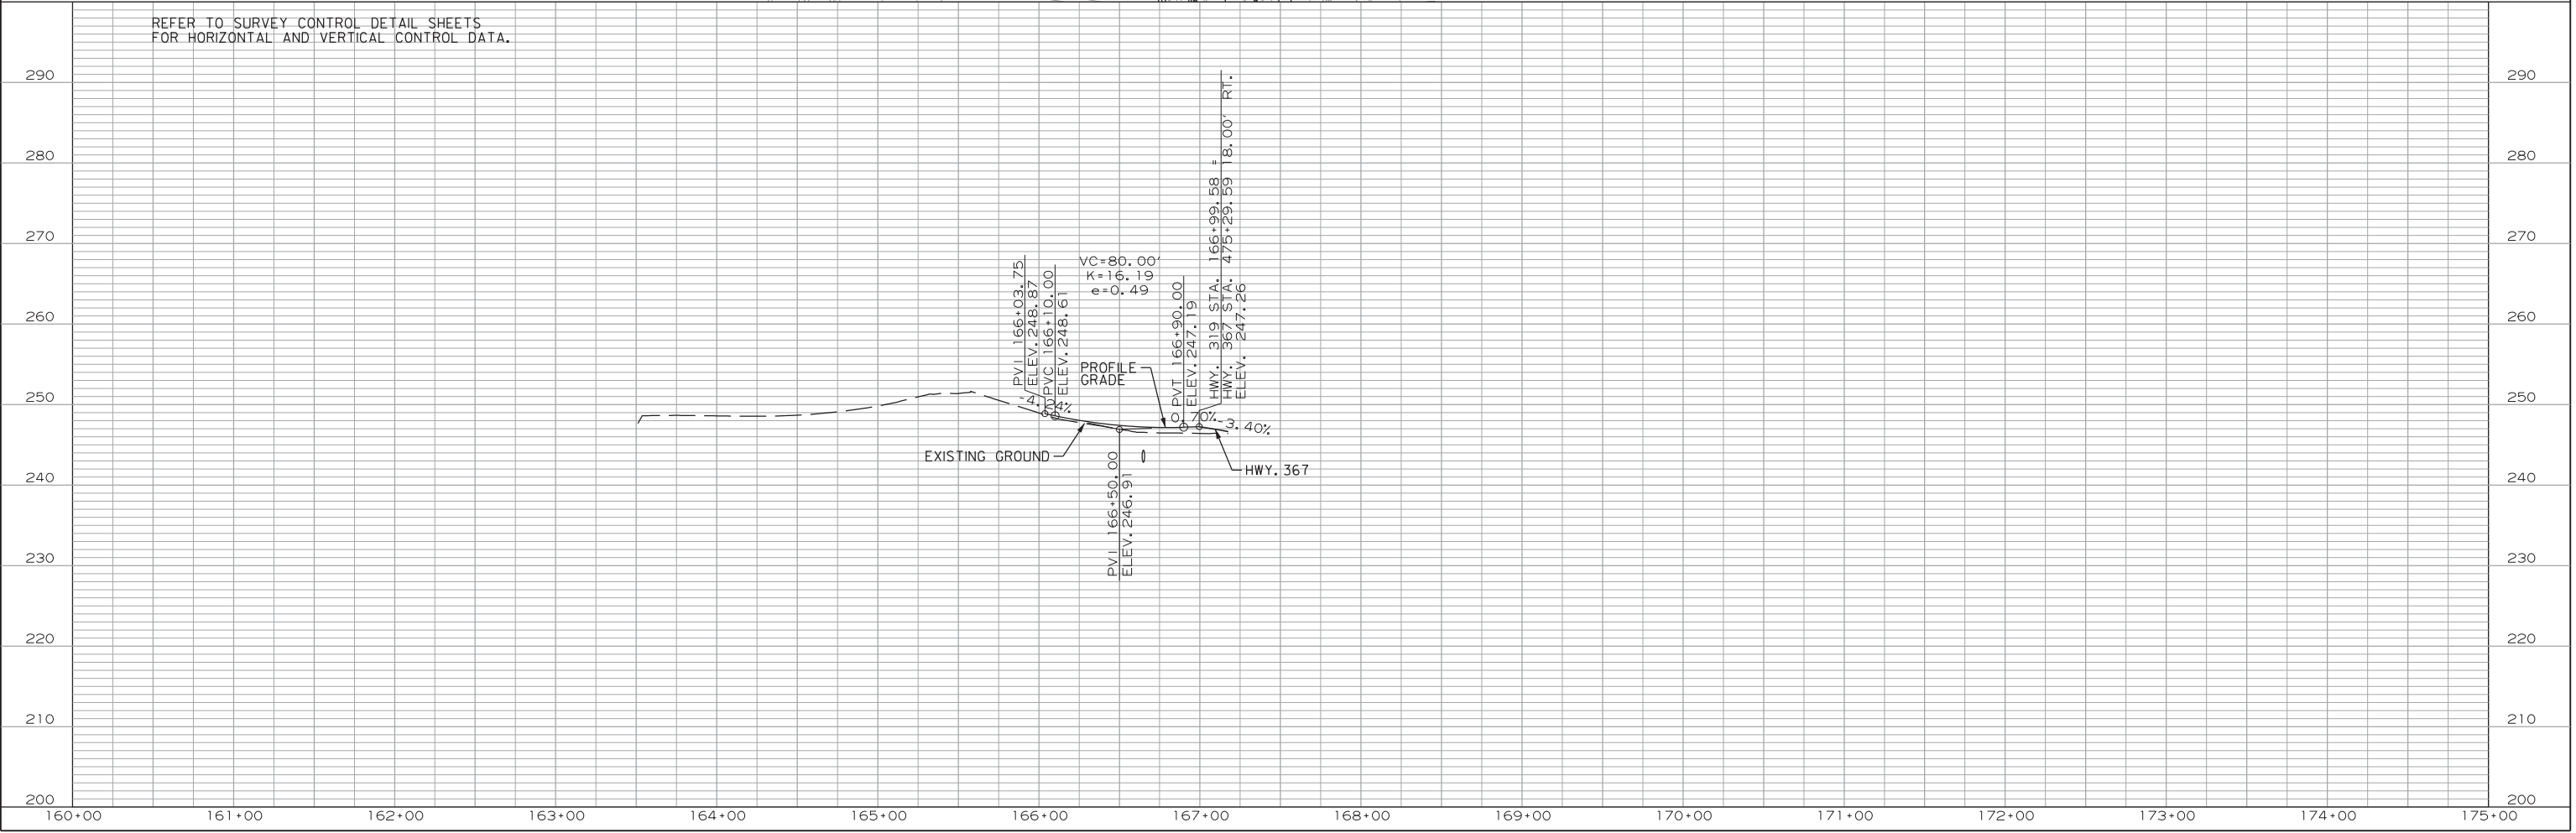 REFER TO SURVEY CONTROL DETAIL SHEETS
FOR HORIZONTAL AND VERTICAL CONTROL DATA.
290
280
270
260
250
240
230
220
210
200
PVI 166+03.75
ELEV.248.87
PVC 166+10.00
ELEV.248.61
VC=80.00'
K=16.19
e=0.49
PVT 166+90.00
ELEV.247.19
HWY. 319 STA. 166+99.58 =
HWY. 367 STA. 475+29.59 18.00' RT.
ELEV. 247.26
PROFILE
GRADE
-4.24%
0.70%
-3.40%
EXISTING GROUND
HWY.367
PVI 166+50.00
ELEV.246.91
290
280
270
260
250
240
230
220
210
200
160+00 161+00 162+00 163+00 164+00 165+00 166+00 167+00 168+00 169+00 170+00 171+00 172+00 173+00 174+00 175+00